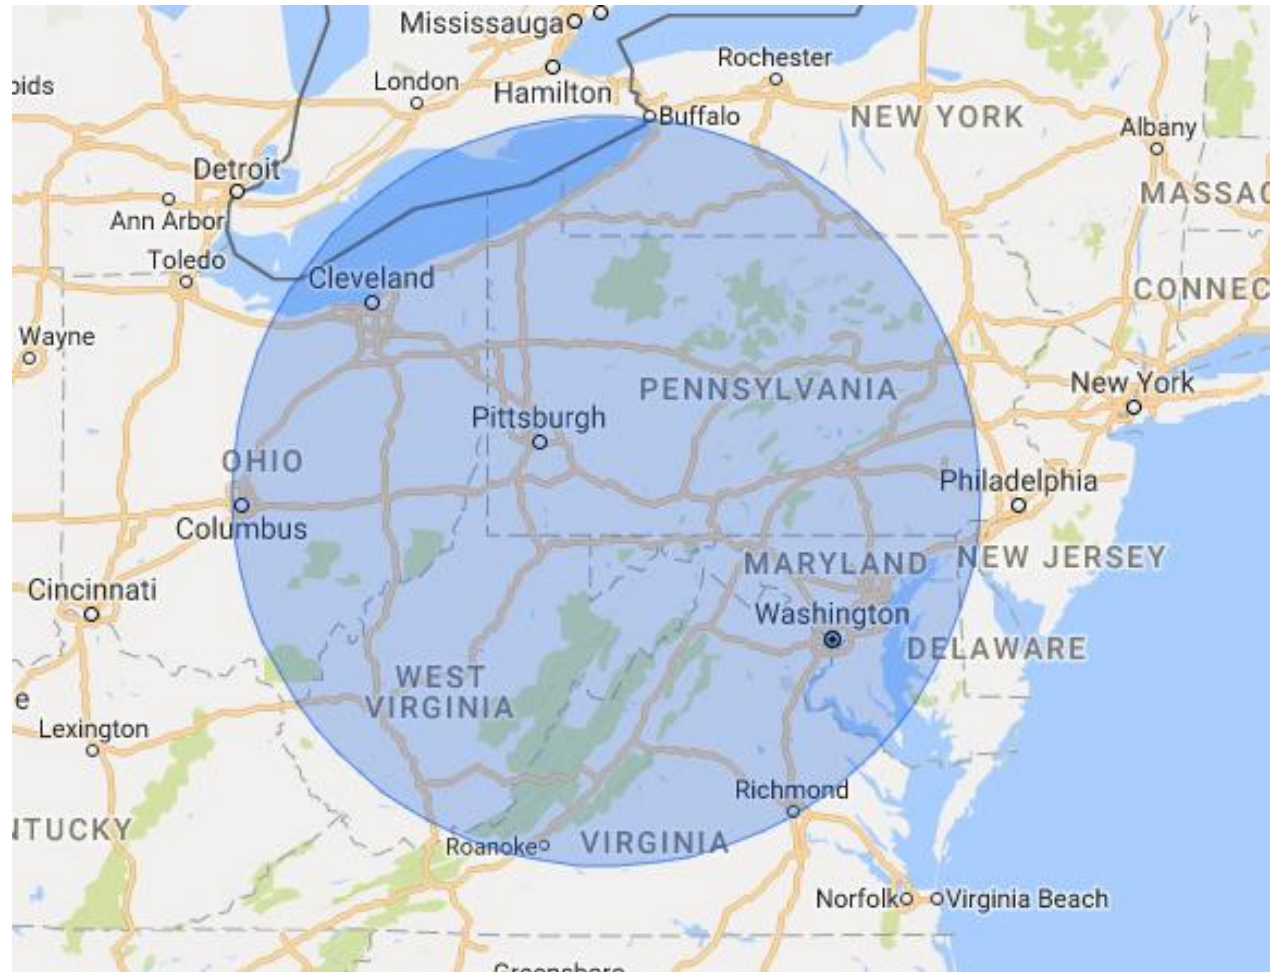 Mississauga
Rochester
London
Hamilton
oids
Buffalo
NEW YORK
Albany
Detroit
MASSAC
Ann Arbor
Toledo
Cleveland
CONNEC
Wayne
New York
PENNSYLVANIA
Pittsburgh
OHIO
Philadelphia
Columbus
MARYLAND
NEW JERSEY
Cincinnati
Washington
DELAWARE
WEST
VIRGINIA
e
Lexington
Richmond
NTUCKY
Roanoke
VIRGINIA
Norfolk
Virginia Beach
Greensboro